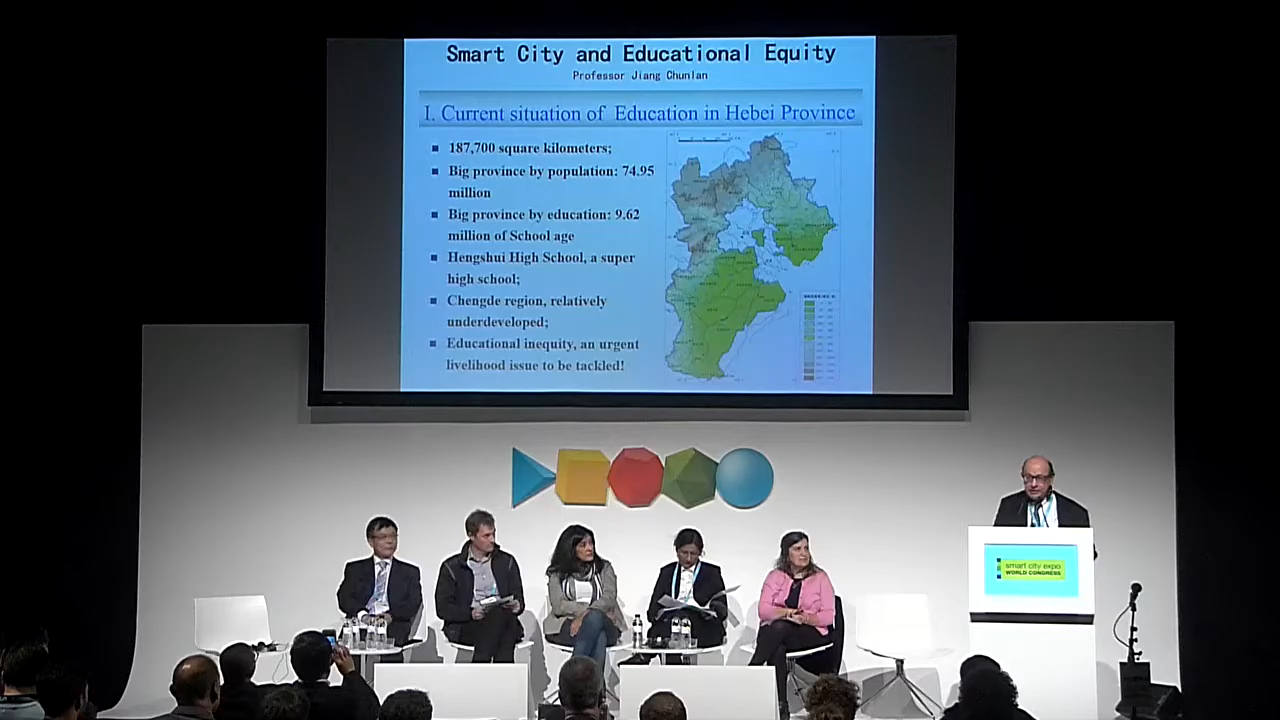 Smart City and Educational Equity
Professor Jiang Chunlan
I. Current situation of Education in Hebei Province
187,700 square kilometers;
Big province by population: 74.95
million
Big province by education: 9.62
million of School age
Hengshui High School, a super
high school;
Chengde region, relatively
underdeveloped;
Educational inequity, an urgent
livelihood issue to be tackled!
smart city expo
WORLD CONGRESS